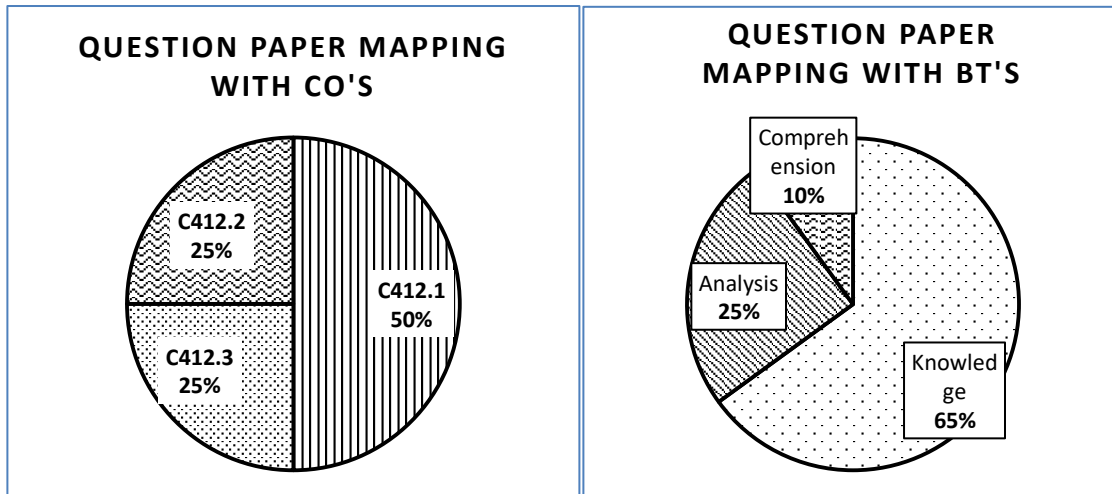 QUESTION PAPER MAPPING
WITH CO'S
C412.2
25%
C412.1
50%
C412.3
25%
QUESTION PAPER
MAPPING WITH BT'S
Compreh
ension
10%
Analysis
25%
Knowled
ge
65%